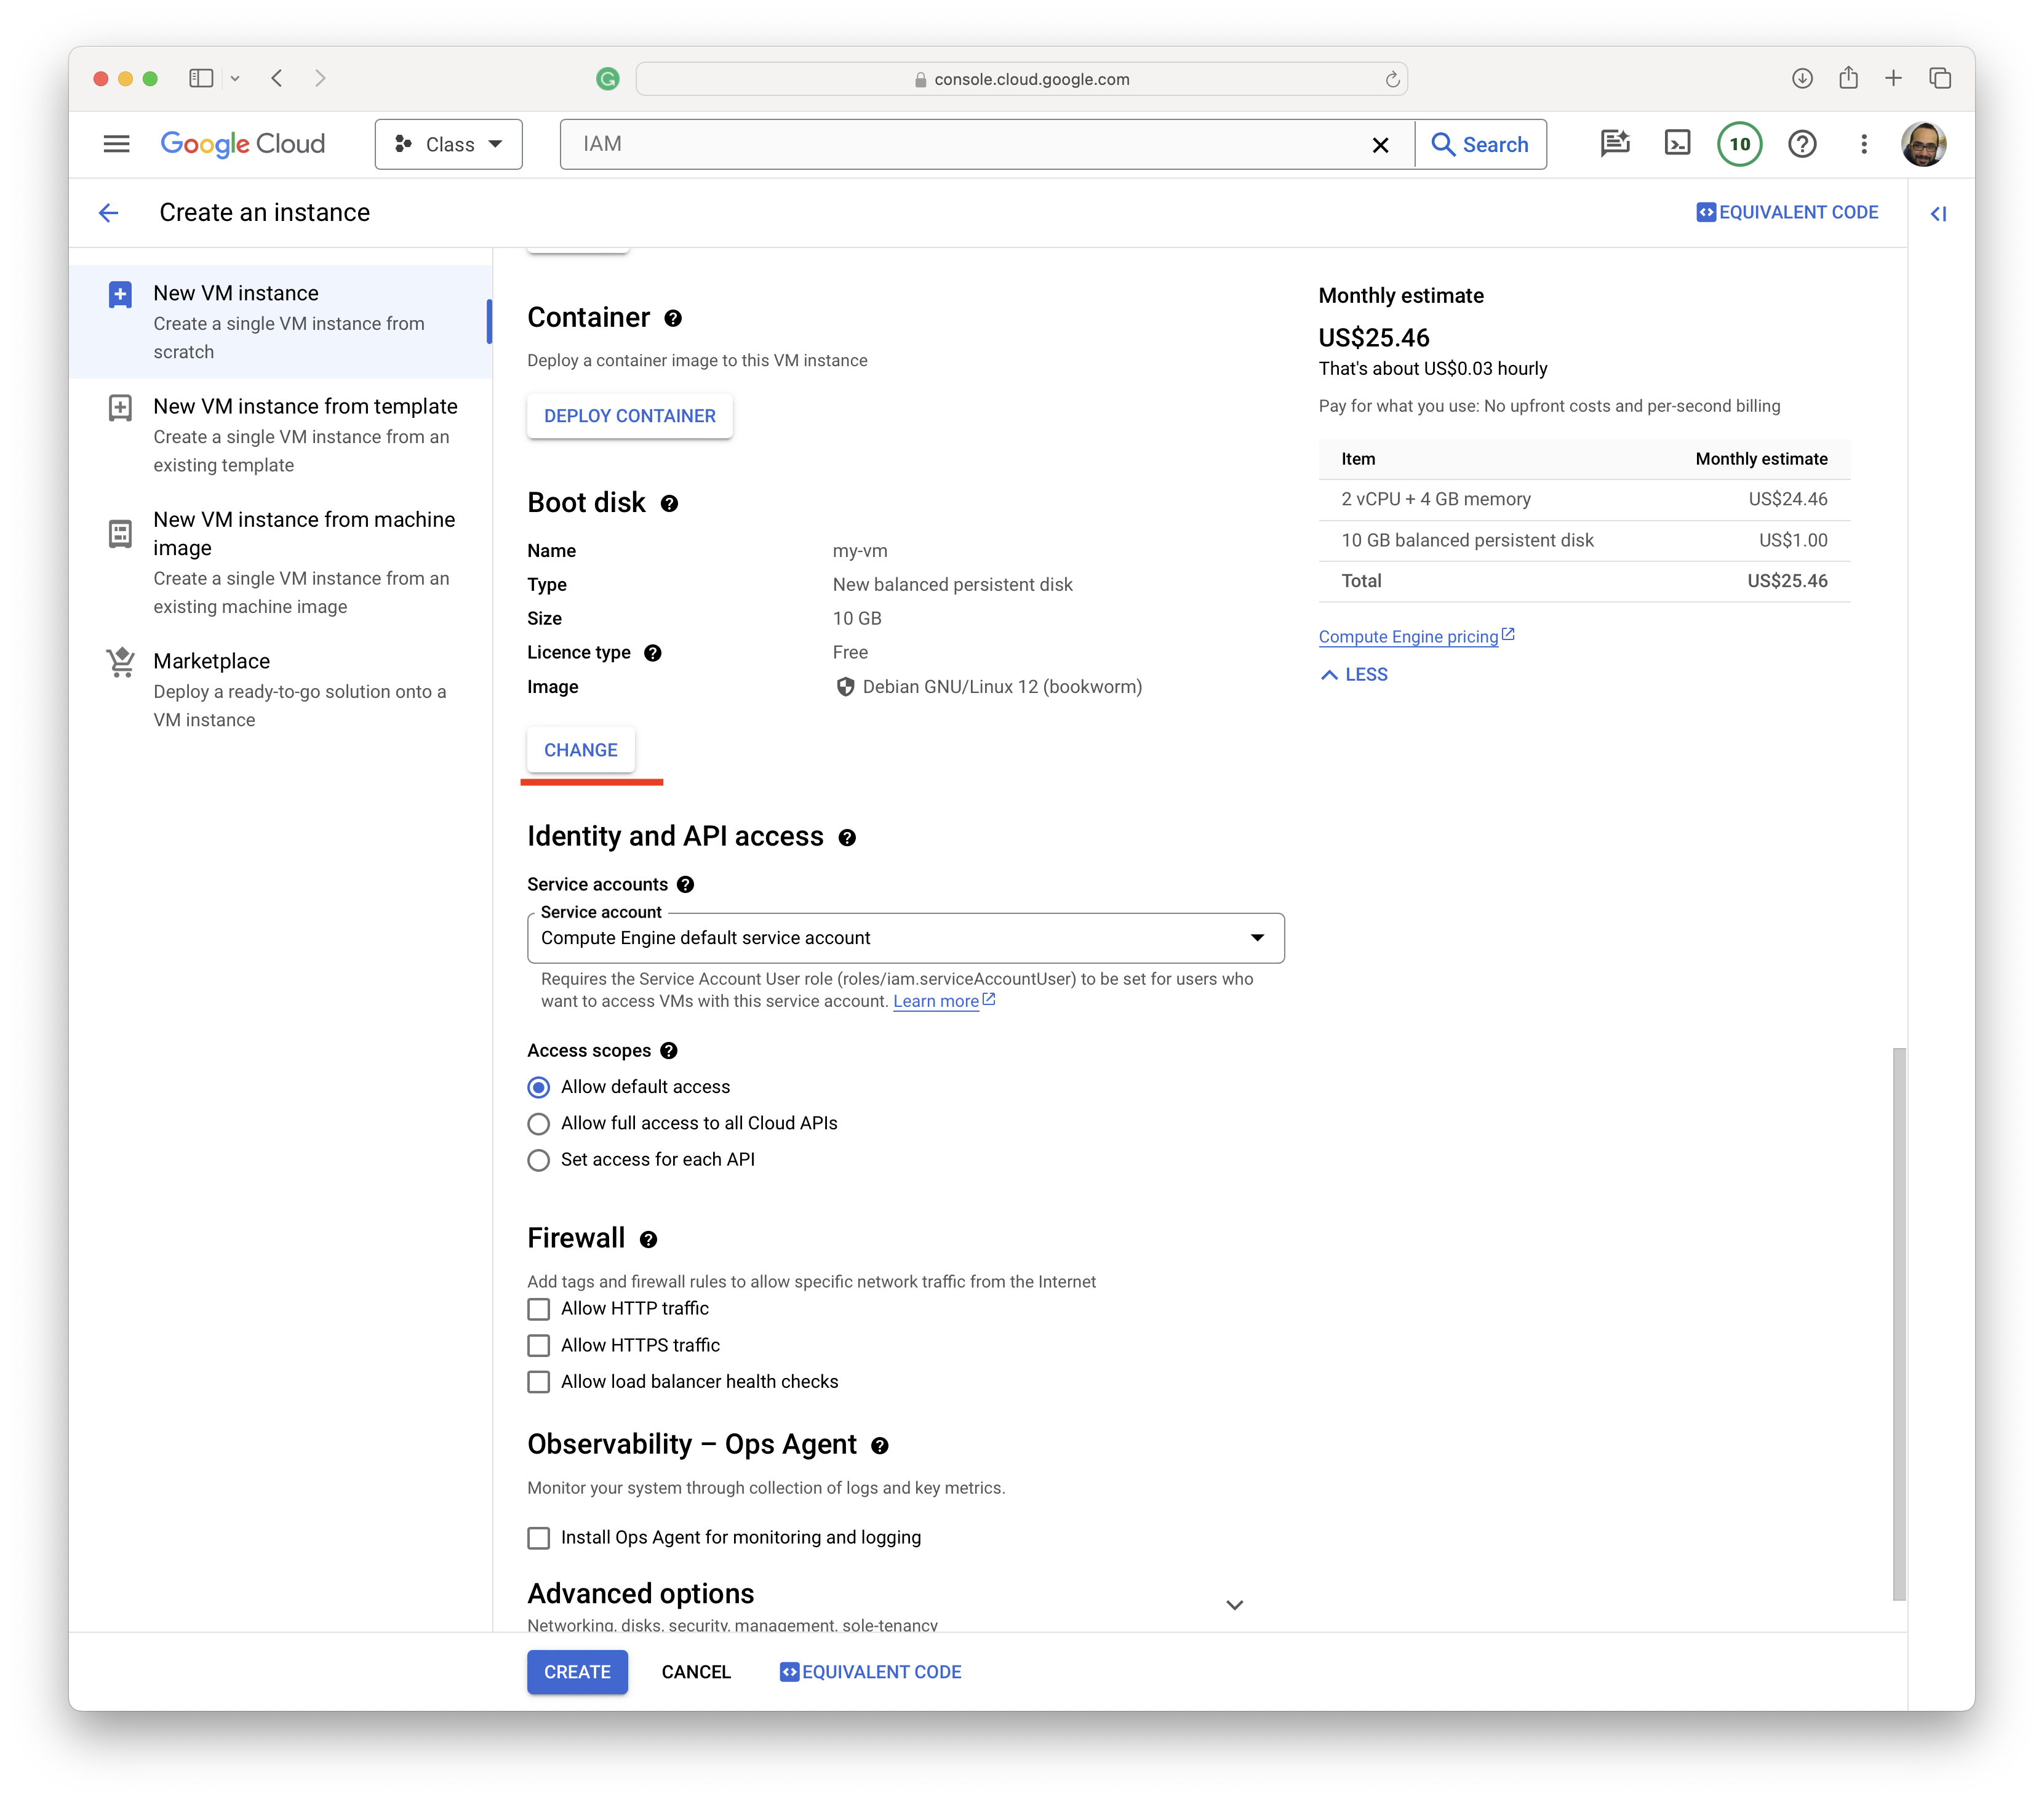 console.cloud.google.com
Google Cloud
Class
IAM
Search
10
Create an instance
EQUIVALENT CODE
New VM instance
Create a single VM instance from
scratch
New VM instance from template
Create a single VM instance from an
existing template
New VM instance from machine
image
Create a single VM instance from an
existing machine image
Marketplace
Deploy a ready-to-go solution onto a
VM instance
Container
Deploy a container image to this VM instance
DEPLOY CONTAINER
Boot disk
Name my-vm
Type New balanced persistent disk
Size 10 GB
Licence type Free
Image Debian GNU/Linux 12 (bookworm)
CHANGE
Identity and API access
Service accounts
Service account
Compute Engine default service account
Requires the Service Account User role (roles/iam.serviceAccountUser) to be set for users who
want to access VMs with this service account. Learn more
Access scopes
Allow default access
Allow full access to all Cloud APIs
Set access for each API
Firewall
Add tags and firewall rules to allow specific network traffic from the Internet
Allow HTTP traffic
Allow HTTPS traffic
Allow load balancer health checks
Observability – Ops Agent
Monitor your system through collection of logs and key metrics.
Install Ops Agent for monitoring and logging
Advanced options
Networking, disks, security, management, sole-tenancy
Monthly estimate
US$25.46
That's about US$0.03 hourly
Pay for what you use: No upfront costs and per-second billing
Item Monthly estimate
2 vCPU + 4 GB memory US$24.46
10 GB balanced persistent disk US$1.00
Total US$25.46
Compute Engine pricing
LESS
CREATE
CANCEL
EQUIVALENT CODE